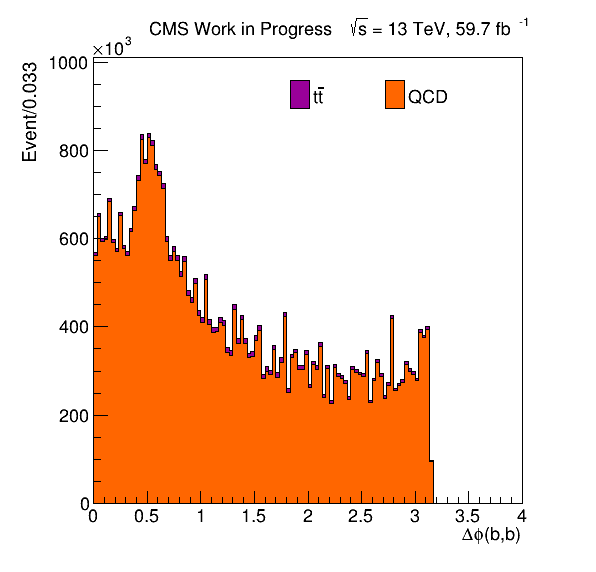 CMS Work in Progress √s = 13 TeV, 59.7 fb -1
×10³
Event/0.033
tt̄ QCD
1000
800
600
400
200
0
0 0.5 1 1.5 2 2.5 3 3.5 4
Δϕ(b,b)